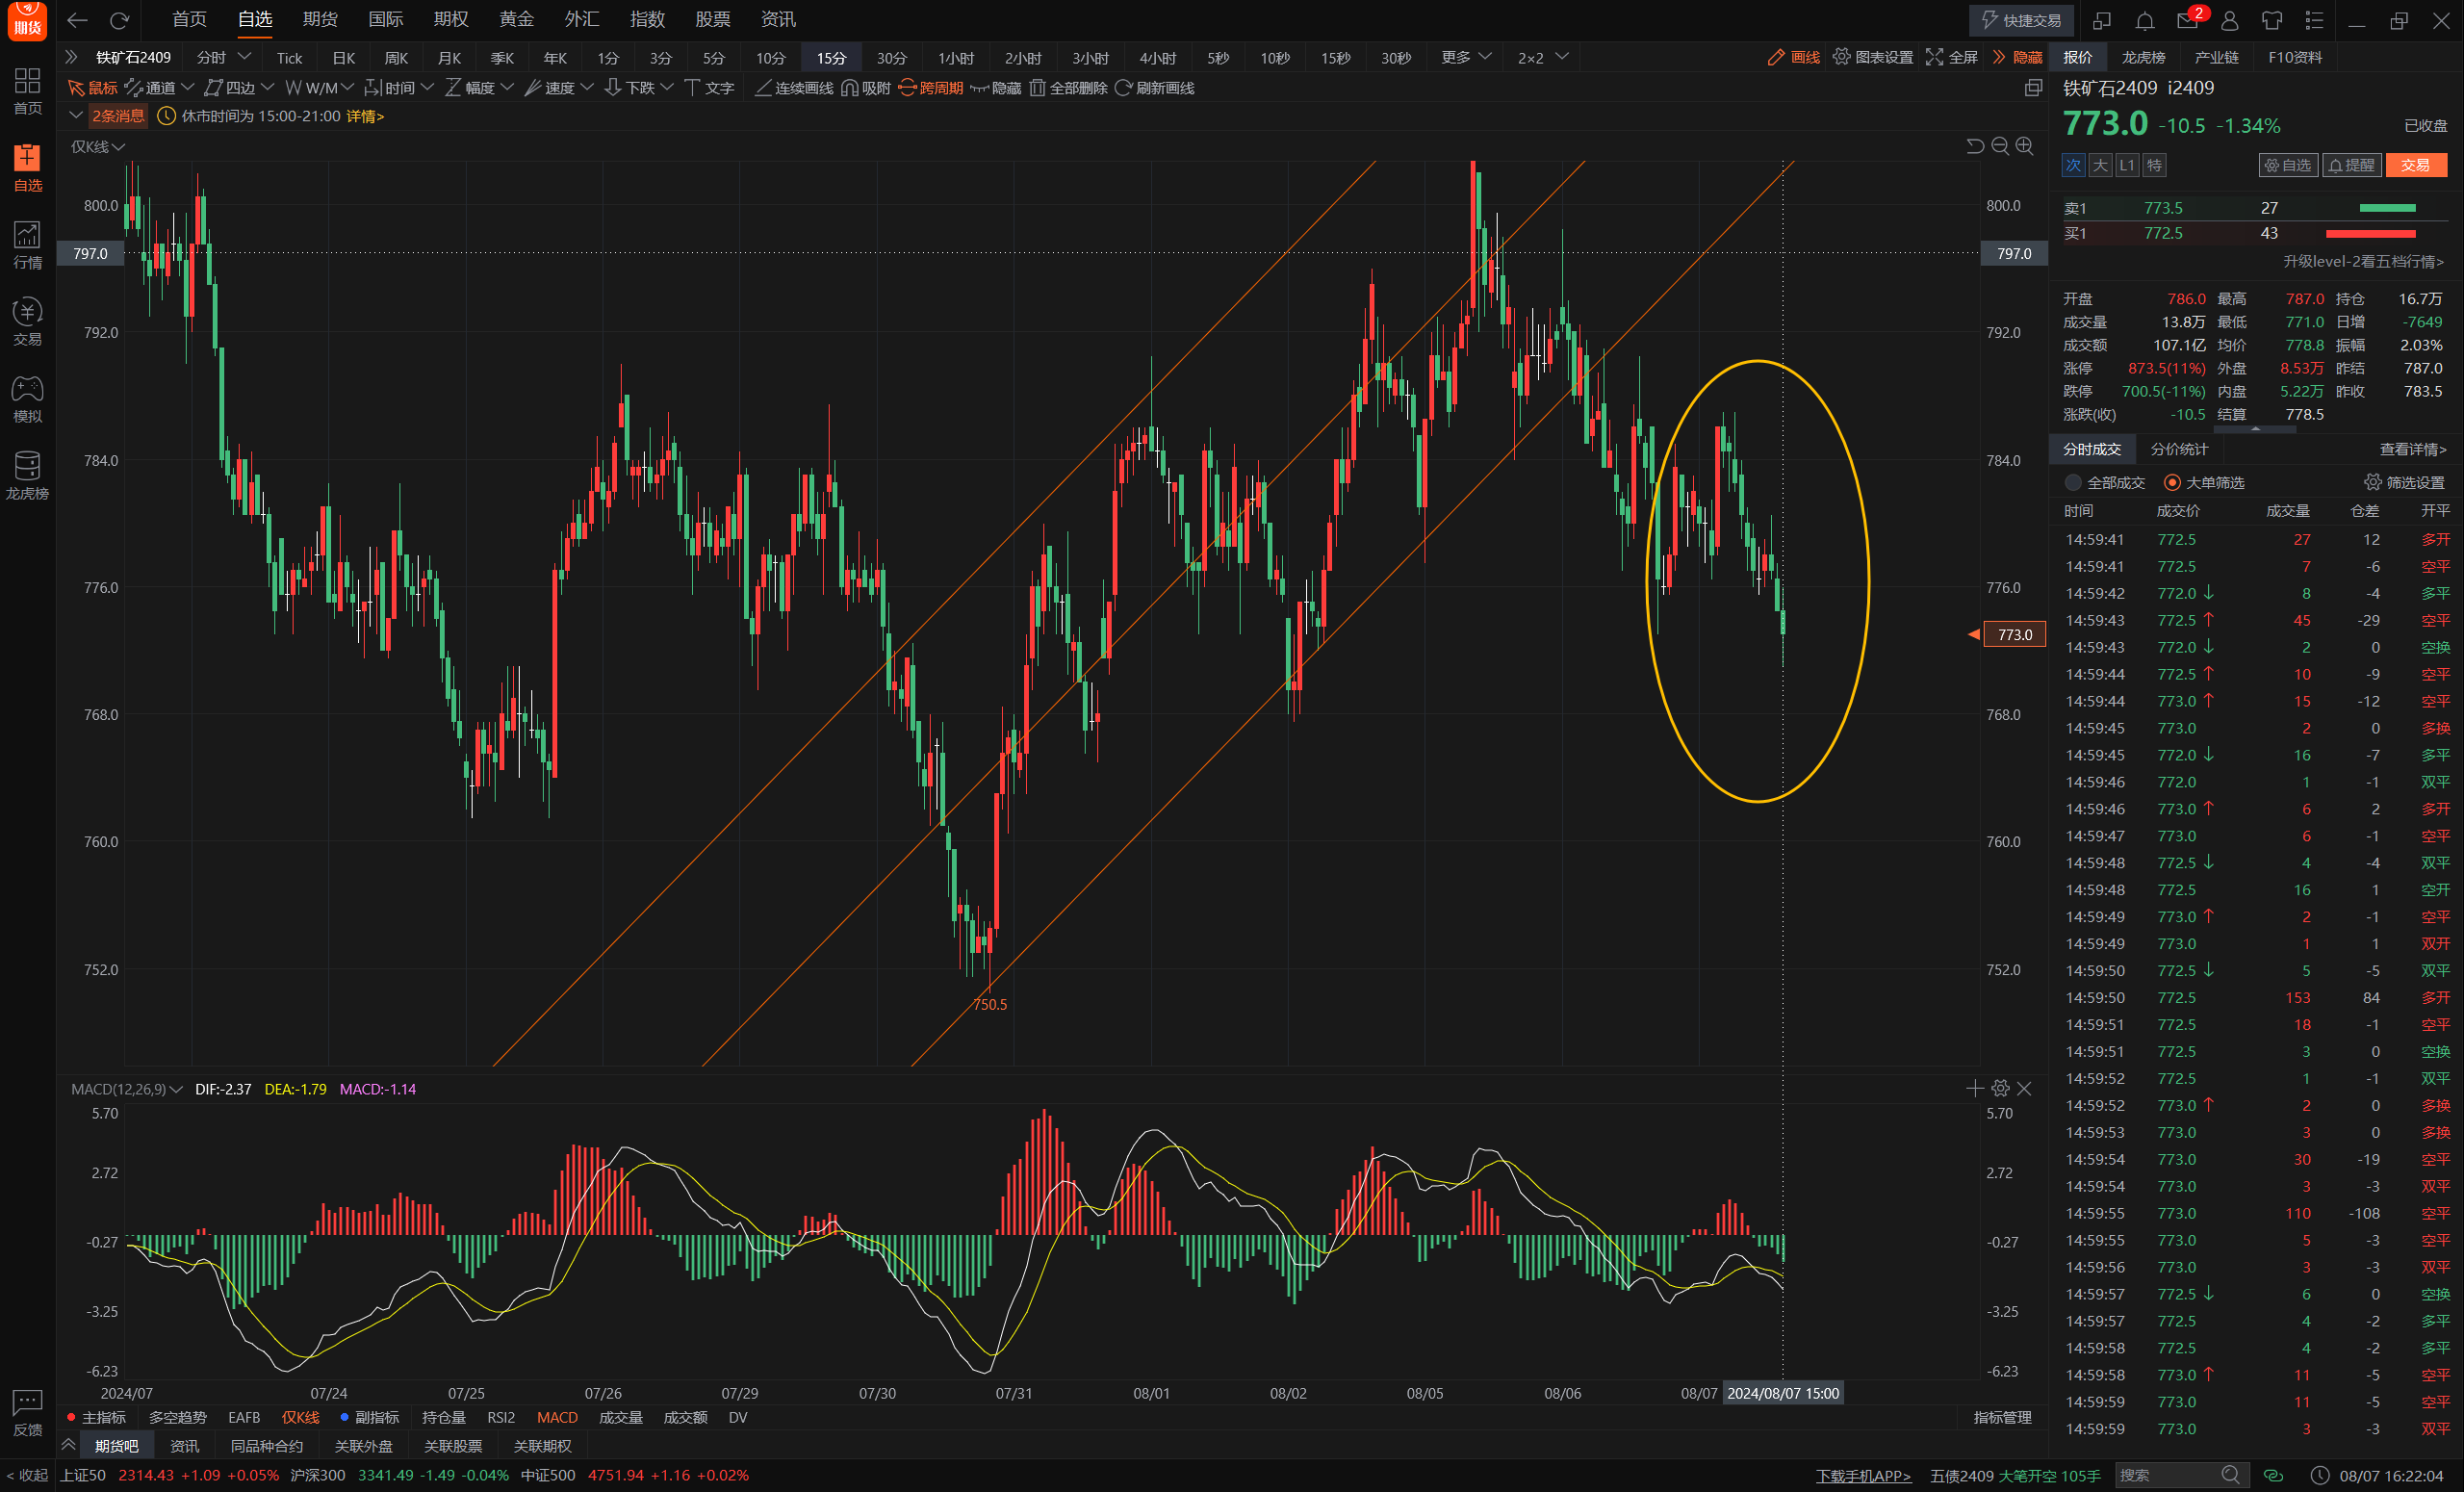 期货 首页 自选 期货 国际 期权 黄金 外汇 指数 股票 资讯 快捷交易 2
铁矿石2409 分时 Tick 日K 周K 月K 季K 年K 1分 3分 5分 10分 15分 30分 1小时 2小时 3小时 4小时 5秒 10秒 15秒 30秒 更多 2×2 画线 图表设置 全屏 隐藏
鼠标 通道 四边 W/M 时间 幅度 速度 下跌 文字 连续画线 吸附 跨周期 隐藏 全部删除 刷新画线
2条消息 休市时间为 15:00-21:00 详情>
仅K线
首页
自选
行情
交易
模拟
龙虎榜
反馈
800.0 800.0
797.0 797.0
792.0 792.0
784.0 784.0
776.0 776.0
773.0
768.0 768.0
760.0 760.0
752.0 752.0
750.5
MACD(12,26,9) DIF:-2.37 DEA:-1.79 MACD:-1.14
5.70 5.70
2.72 2.72
-0.27 -0.27
-3.25 -3.25
-6.23 -6.23
2024/07 07/24 07/25 07/26 07/29 07/30 07/31 08/01 08/02 08/05 08/06 08/07 2024/08/07 15:00
主指标 多空趋势 EAFB 仅K线 副指标 持仓量 RSI2 MACD 成交量 成交额 DV 指标管理
期货吧 资讯 同品种合约 关联外盘 关联股票 关联期权
报价 龙虎榜 产业链 F10资料
铁矿石2409 i2409
773.0 -10.5 -1.34% 已收盘
次 大 L1 特 自选 提醒 交易
卖1 773.5 27
买1 772.5 43
升级level-2看五档行情>
开盘 786.0 最高 787.0 持仓 16.7万
成交量 13.8万 最低 771.0 日增 -7649
成交额 107.1亿 均价 778.8 振幅 2.03%
涨停 873.5(11%) 外盘 8.53万 昨结 787.0
跌停 700.5(-11%) 内盘 5.22万 昨收 783.5
涨跌(收) -10.5 结算 778.5
分时成交 分价统计 查看详情>
全部成交 大单筛选 筛选设置
时间 成交价 成交量 仓差 开平
14:59:41 772.5 27 12 多开
14:59:41 772.5 7 -6 空平
14:59:42 772.0 ↓ 8 -4 多平
14:59:43 772.5 ↑ 45 -29 空平
14:59:43 772.0 ↓ 2 0 空换
14:59:44 772.5 ↑ 10 -9 空平
14:59:44 773.0 ↑ 15 -12 空平
14:59:45 773.0 2 0 多换
14:59:45 772.0 ↓ 16 -7 多平
14:59:46 772.0 1 -1 双平
14:59:46 773.0 ↑ 6 2 多开
14:59:47 773.0 6 -1 空平
14:59:48 772.5 ↓ 4 -4 双平
14:59:48 772.5 16 1 空开
14:59:49 773.0 ↑ 2 -1 空平
14:59:49 773.0 1 1 双开
14:59:50 772.5 ↓ 5 -5 双平
14:59:50 772.5 153 84 多开
14:59:51 772.5 18 -1 空平
14:59:51 772.5 3 0 空换
14:59:52 772.5 1 -1 双平
14:59:52 773.0 ↑ 2 0 多换
14:59:53 773.0 3 0 多换
14:59:54 773.0 30 -19 空平
14:59:54 773.0 3 -3 双平
14:59:55 773.0 110 -108 空平
14:59:55 773.0 5 -3 空平
14:59:56 773.0 3 -3 双平
14:59:57 772.5 ↓ 6 0 空换
14:59:57 772.5 4 -2 多平
14:59:58 772.5 4 -2 多平
14:59:58 773.0 ↑ 11 -5 空平
14:59:59 773.0 11 -5 空平
14:59:59 773.0 3 -3 双平
< 收起 上证50 2314.43 +1.09 +0.05% 沪深300 3341.49 -1.49 -0.04% 中证500 4751.94 +1.16 +0.02% 下载手机APP> 五债2409 大笔开空 105手 搜索 08/07 16:22:04